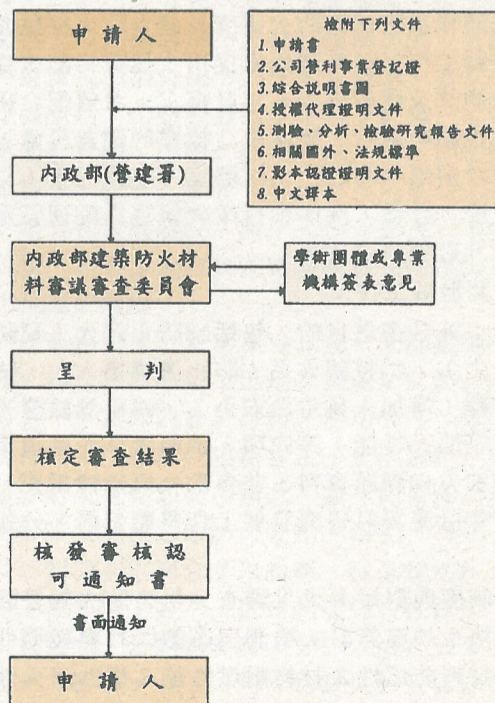 申請人
檢附下列文件
1.申請書
2.公司營利事業登記證
3.綜合說明書圖
4.授權代理證明文件
5.測驗、分析、檢驗研究報告文件
6.相關國外、法規標準
7.影本認證證明文件
8.中文譯本
內政部(營建署)
內政部建築防火材
料審議審查委員會
學術團體或專業
機構簽表意見
呈判
核定審查結果
核發審核認
可通知書
書面通知
申請人